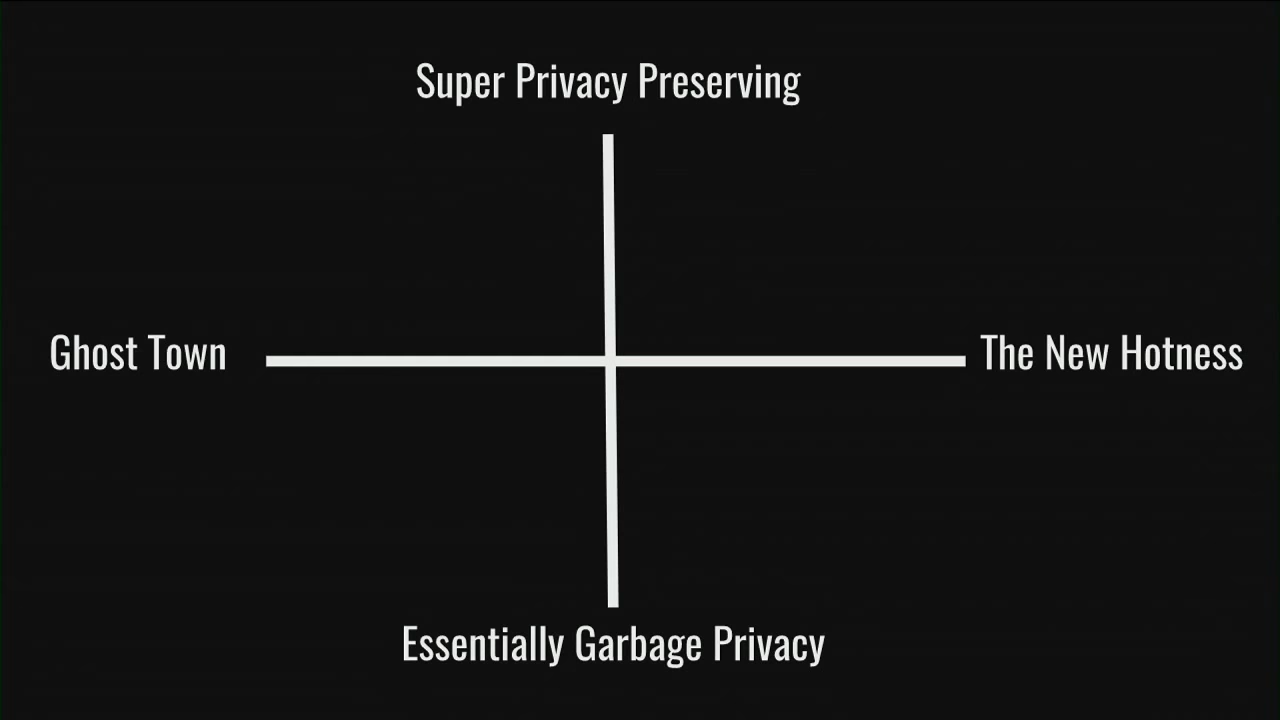 Super Privacy Preserving
Ghost Town
The New Hotness
Essentially Garbage Privacy